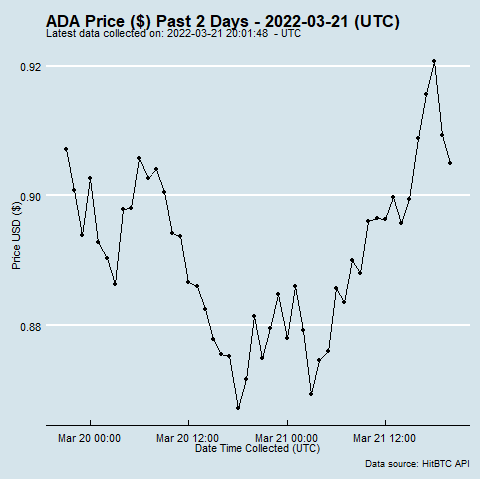 ADA Price ($) Past 2 Days - 2022-03-21 (UTC)
Latest data collected on: 2022-03-21 20:01:48 - UTC
0.92
0.90
0.88
Price USD ($)
Mar 20 00:00 Mar 20 12:00 Mar 21 00:00 Mar 21 12:00
Date Time Collected (UTC)
Data source: HitBTC API